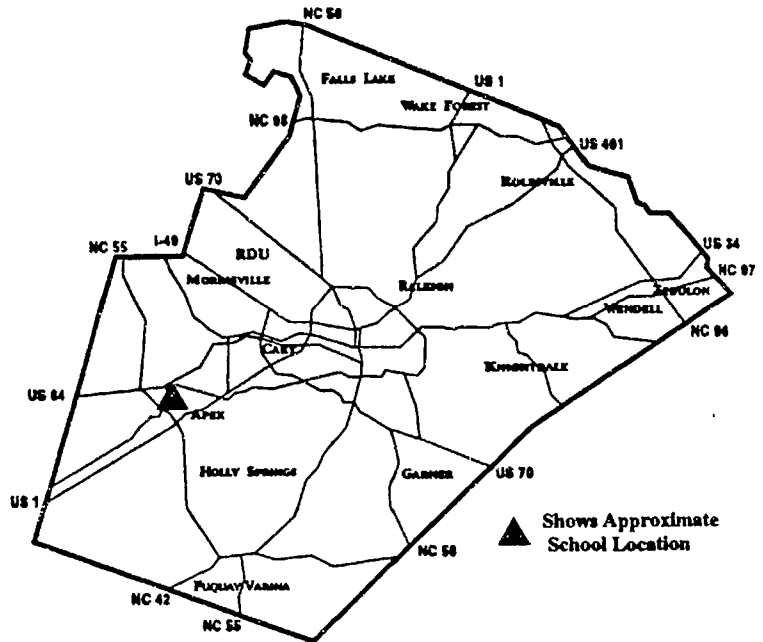 NC 50
FALLS LAKE
US 1
WAKE FOREST
NC 98
US 401
ROLESVILLE
US 70
I-40
NC 55
RDU
MORRISVILLE
RALEIGH
US 34
NC 97
ZEBULON
WENDELL
NC 96
CARY
KNIGHTDALE
US 64
APEX
HOLLY SPRINGS
GARNER
US 70
US 1
Shows Approximate
School Location
NC 50
FUQUAY VARINA
NC 42
NC 55